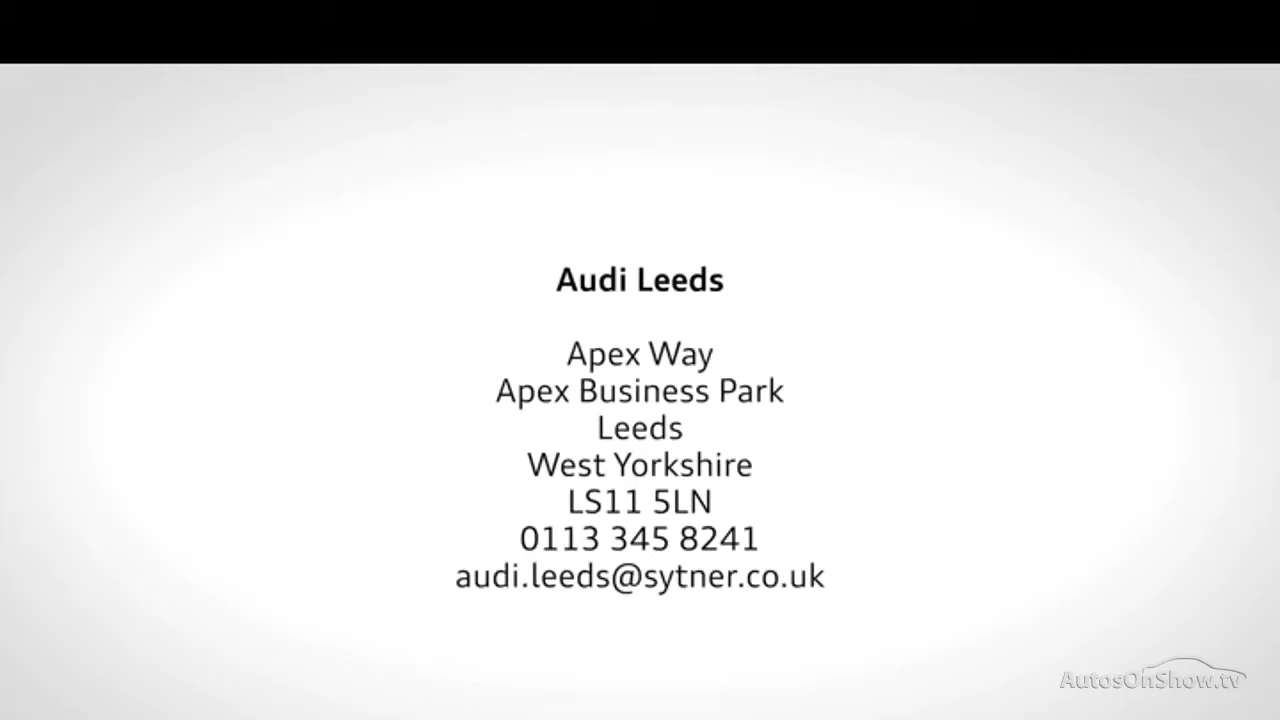 Audi Leeds
Apex Way
Apex Business Park
Leeds
West Yorkshire
LS11 5LN
0113 345 8241
audi.leeds@sytner.co.uk
AutosOnShow.tv